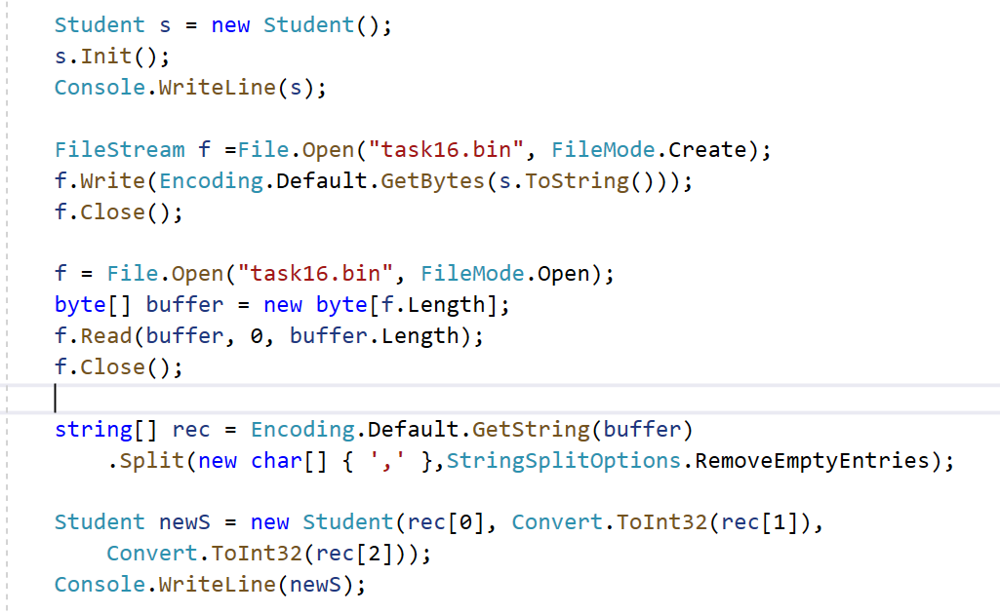 Student s = new Student();
s.Init();
Console.WriteLine(s);
FileStream f =File.Open("task16.bin", FileMode.Create);
f.Write(Encoding.Default.GetBytes(s.ToString()));
f.Close();
f = File.Open("task16.bin", FileMode.Open);
byte[] buffer = new byte[f.Length];
f.Read(buffer, 0, buffer.Length);
f.Close();
string[] rec = Encoding.Default.GetString(buffer)
.Split(new char[] { ',' },StringSplitOptions.RemoveEmptyEntries);
Student newS = new Student(rec[0], Convert.ToInt32(rec[1]),
Convert.ToInt32(rec[2]));
Console.WriteLine(newS);